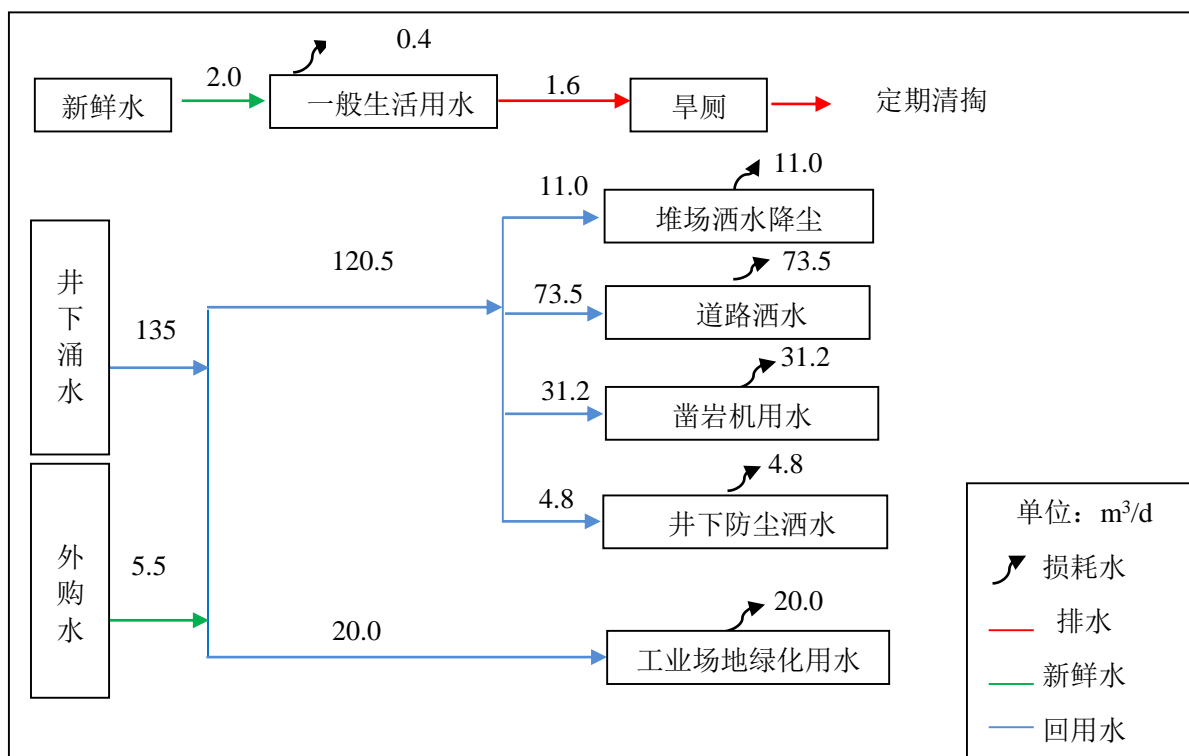 0.4
新鲜水
2.0
一般生活用水
1.6
旱厕
定期清掏
井下涌水
135
120.5
11.0
11.0
堆场洒水降尘
73.5
73.5
道路洒水
31.2
31.2
凿岩机用水
4.8
4.8
井下防尘洒水
外购水
5.5
20.0
20.0
工业场地绿化用水
单位：m³/d
损耗水
排水
新鲜水
回用水